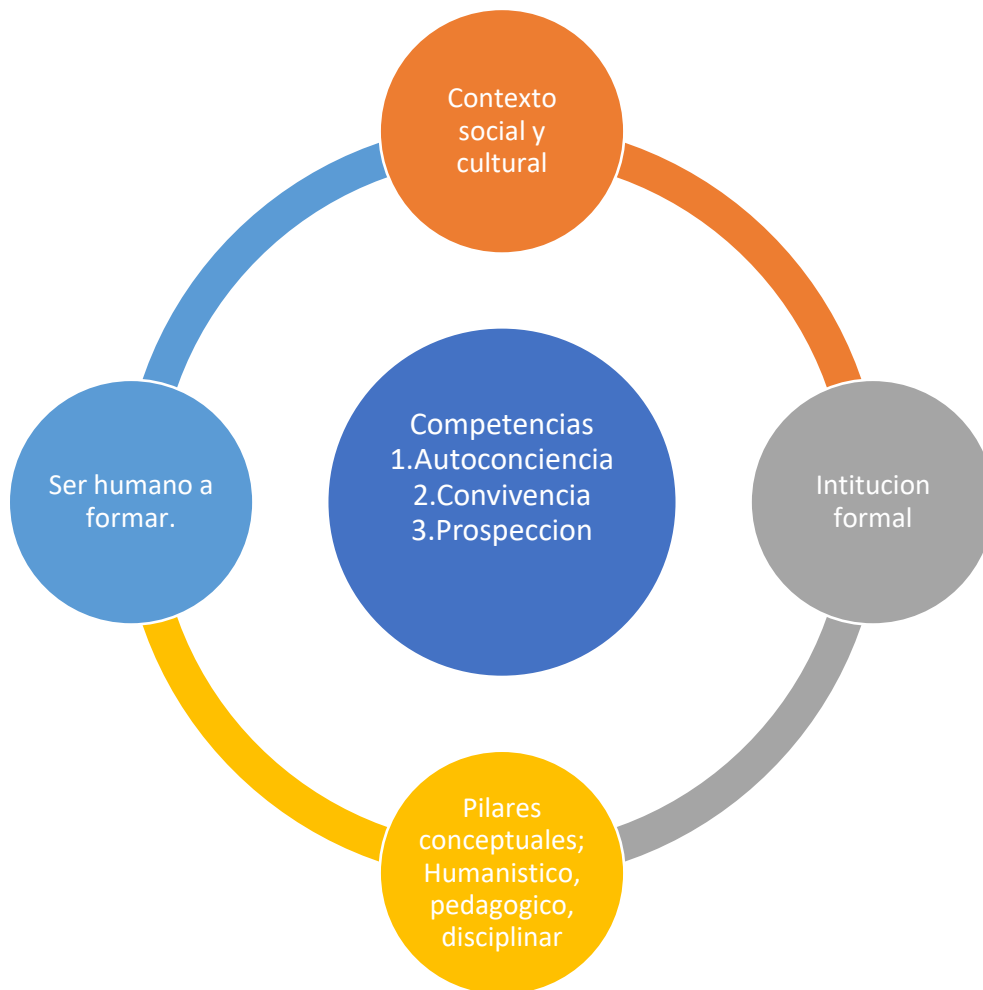 Contexto
social y
cultural
Competencias
1.Autoconciencia
2.Convivencia
3.Prospeccion
Ser humano a
formar.
Intitucion
formal
Pilares
conceptuales;
Humanistico,
pedagogico,
disciplinar